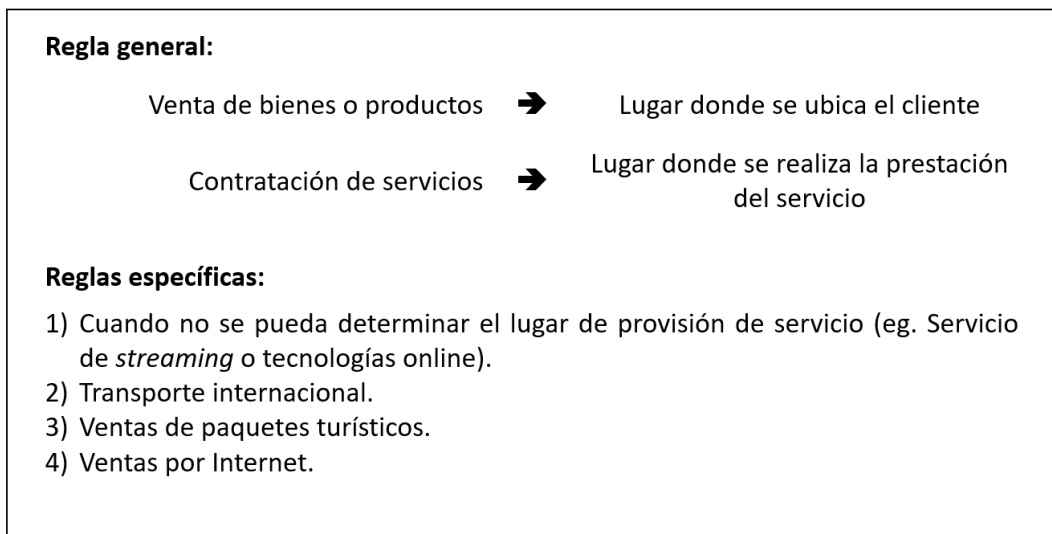 Regla general:
Venta de bienes o productos ➔ Lugar donde se ubica el cliente
Contratación de servicios ➔ Lugar donde se realiza la prestación
del servicio
Reglas específicas:
1) Cuando no se pueda determinar el lugar de provisión de servicio (eg. Servicio
de streaming o tecnologías online).
2) Transporte internacional.
3) Ventas de paquetes turísticos.
4) Ventas por Internet.